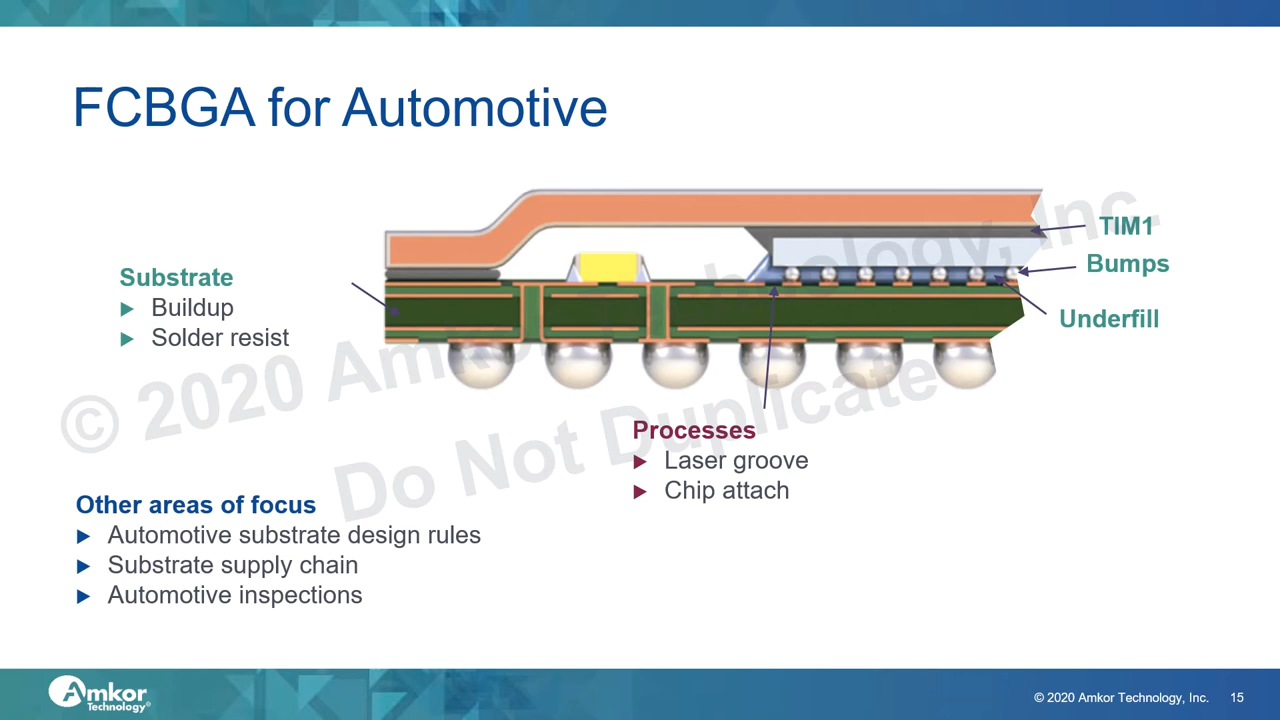 FCBGA for Automotive
TIM1
Bumps
Underfill
Substrate
Buildup
Solder resist
© 2020 Amkor Technology, Inc.
Do Not Duplicate
Processes
Laser groove
Chip attach
Other areas of focus
Automotive substrate design rules
Substrate supply chain
Automotive inspections
Amkor
Technology®
© 2020 Amkor Technology, Inc.
15